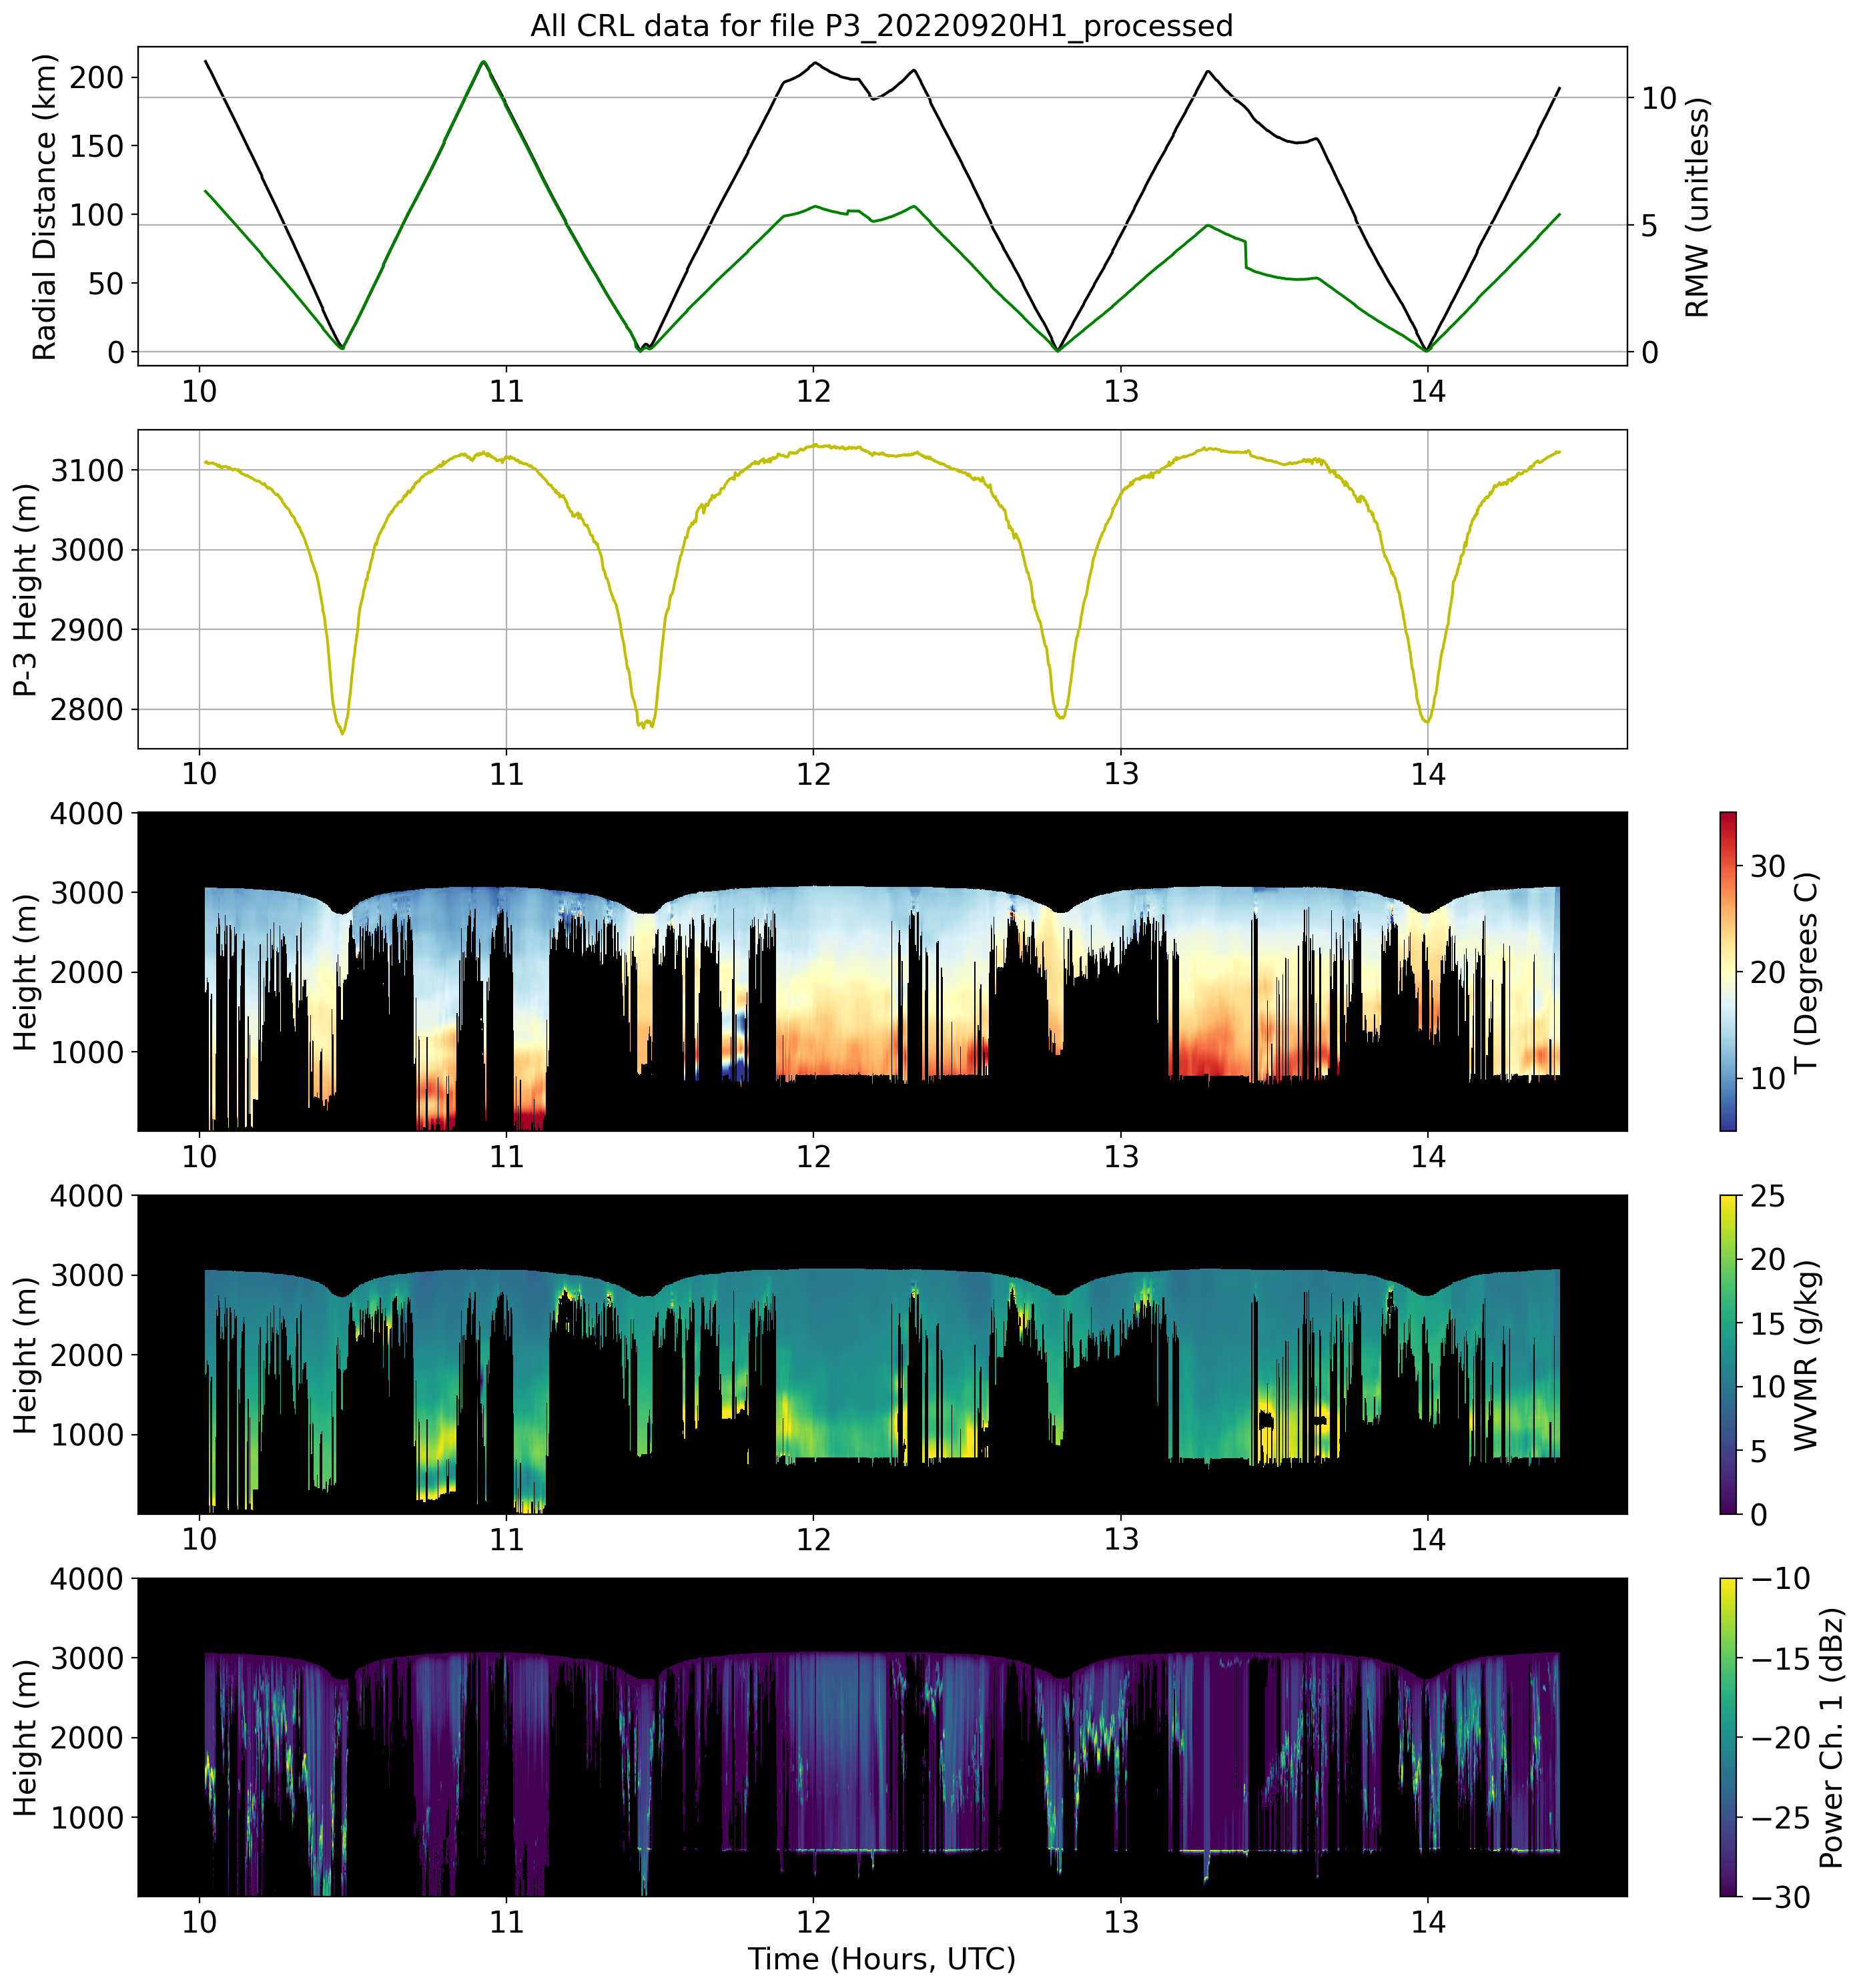 All CRL data for file P3_20220920H1_processed
Radial Distance (km)
200
150
100
50
0
10
5
0
RMW (unitless)
10 11 12 13 14
P-3 Height (m)
3100
3000
2900
2800
10 11 12 13 14
Height (m)
4000
3000
2000
1000
10 11 12 13 14
30
20
10
T (Degrees C)
Height (m)
4000
3000
2000
1000
10 11 12 13 14
25
20
15
10
5
0
WVMR (g/kg)
Height (m)
4000
3000
2000
1000
10 11 12 13 14
−10
−15
−20
−25
−30
Power Ch. 1 (dBz)
Time (Hours, UTC)